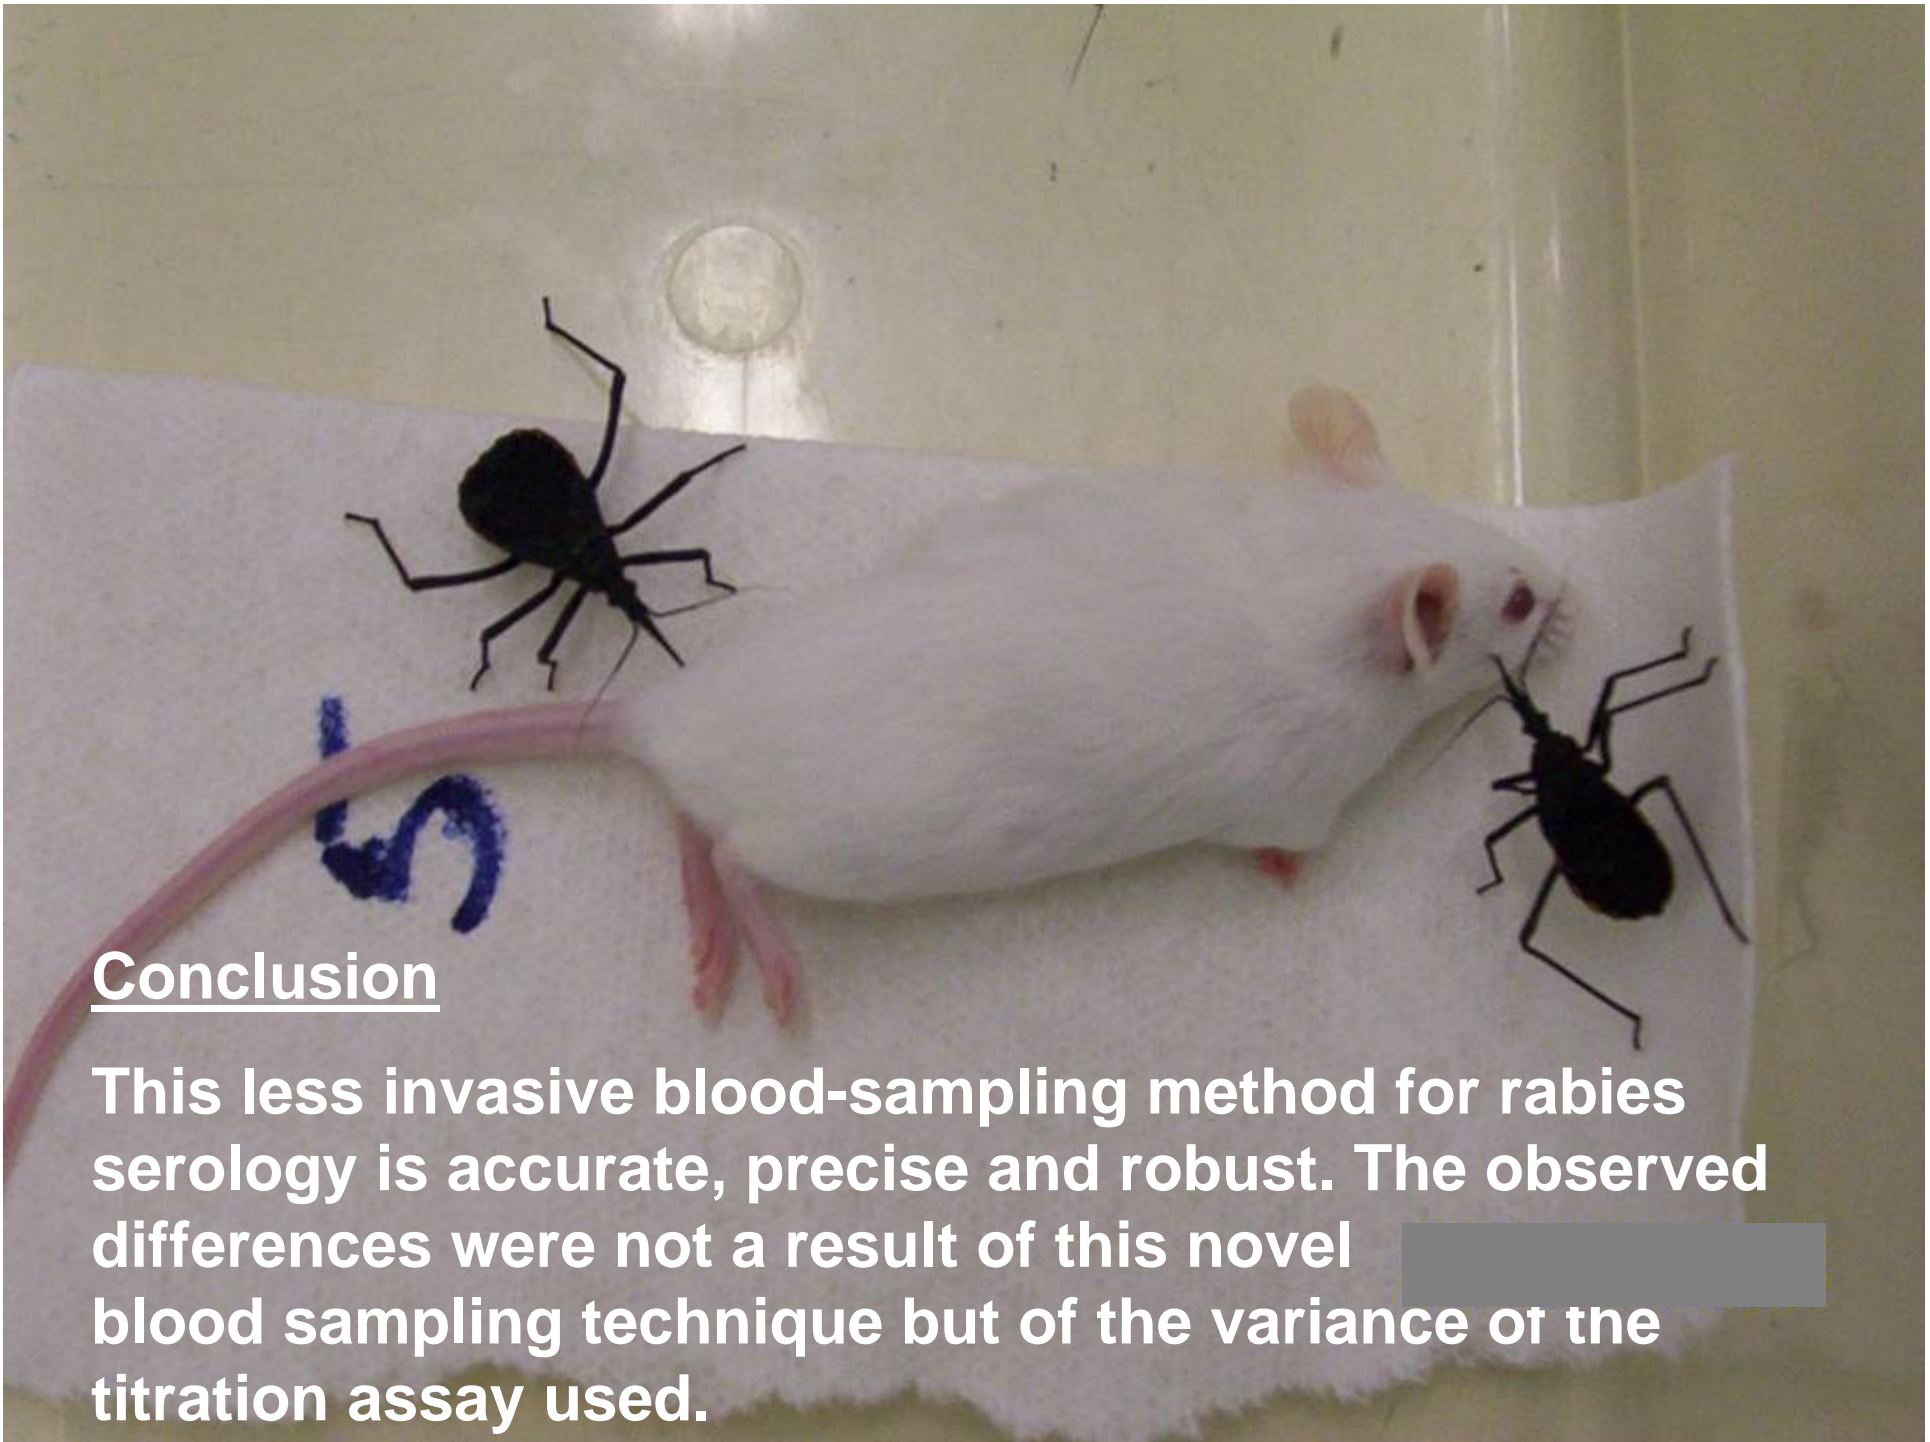 5
Conclusion
This less invasive blood-sampling method for rabies
serology is accurate, precise and robust. The observed
differences were not a result of this novel
blood sampling technique but of the variance of the
titration assay used.